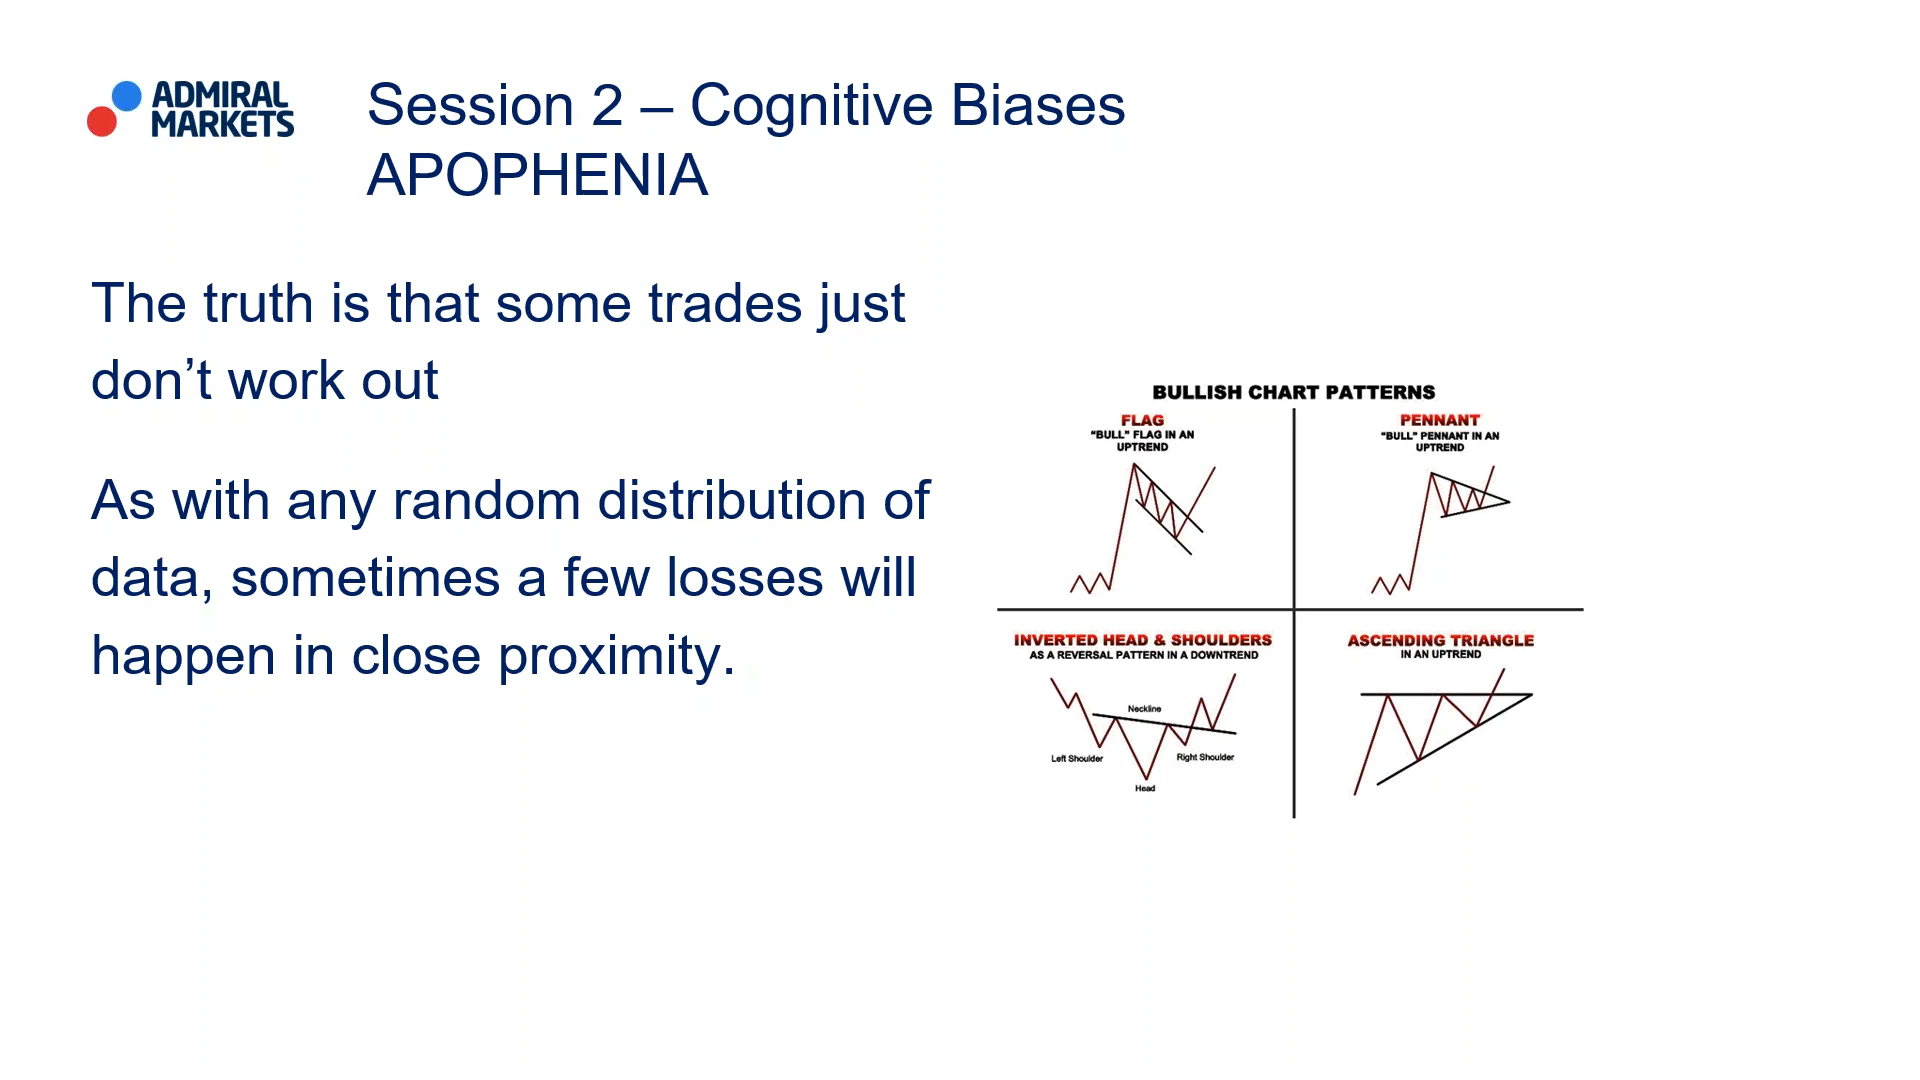 ADMIRAL
MARKETS
Session 2 – Cognitive Biases
APOPHENIA
The truth is that some trades just
don’t work out
As with any random distribution of
data, sometimes a few losses will
happen in close proximity.
BULLISH CHART PATTERNS
FLAG
“BULL” FLAG IN AN
UPTREND
PENNANT
“BULL” PENNANT IN AN
UPTREND
INVERTED HEAD & SHOULDERS
AS A REVERSAL PATTERN IN A DOWNTREND
Neckline
Left Shoulder
Right Shoulder
Head
ASCENDING TRIANGLE
IN AN UPTREND